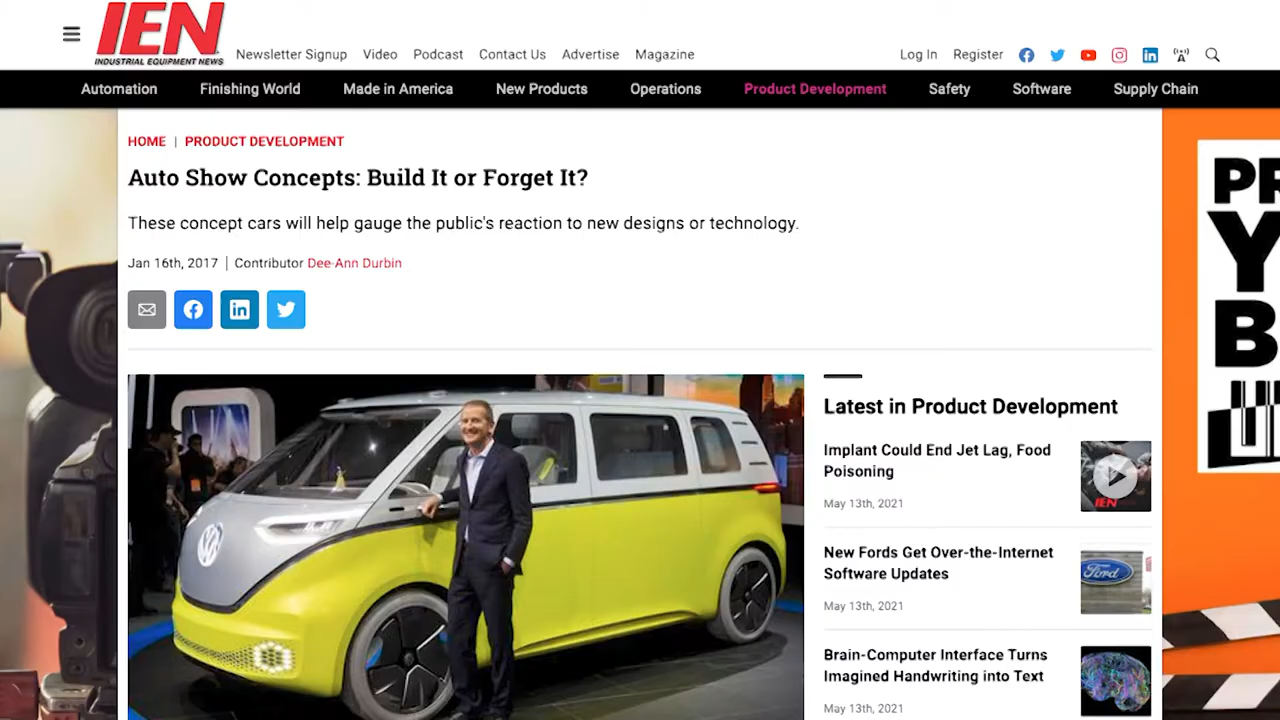 IEN
INDUSTRIAL EQUIPMENT NEWS
Newsletter Signup Video Podcast Contact Us Advertise Magazine
Log In Register
Automation Finishing World Made in America New Products Operations Product Development Safety Software Supply Chain
HOME | PRODUCT DEVELOPMENT
Auto Show Concepts: Build It or Forget It?
These concept cars will help gauge the public's reaction to new designs or technology.
Jan 16th, 2017 | Contributor Dee-Ann Durbin
Latest in Product Development
Implant Could End Jet Lag, Food
Poisoning
May 13th, 2021
IEN
New Fords Get Over-the-Internet
Software Updates
May 13th, 2021
Ford
Brain-Computer Interface Turns
Imagined Handwriting into Text
May 13th, 2021
PR
Y
B